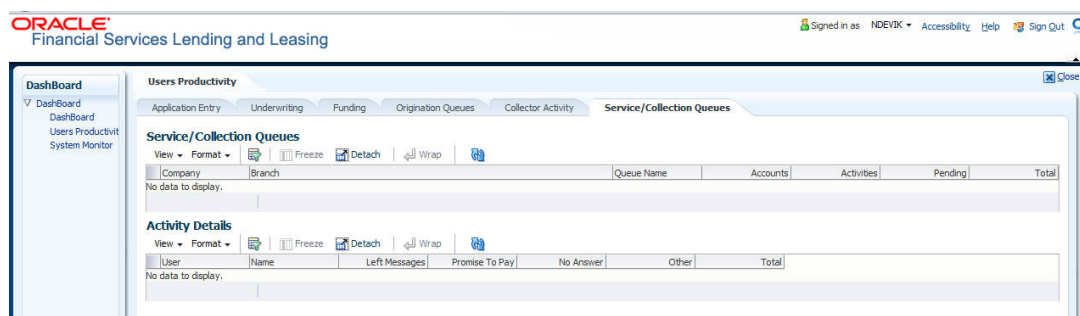 ORACLE
Financial Services Lending and Leasing
Signed in as NDEVIK Accessibility Help Sign Out
DashBoard
DashBoard
DashBoard
Users Productivit
System Monitor
Users Productivity
Close
Application Entry Underwriting Funding Origination Queues Collector Activity Service/Collection Queues
Service/Collection Queues
View Format Freeze Detach Wrap
Company Branch Queue Name Accounts Activities Pending Total
No data to display.
Activity Details
View Format Freeze Detach Wrap
User Name Left Messages Promise To Pay No Answer Other Total
No data to display.